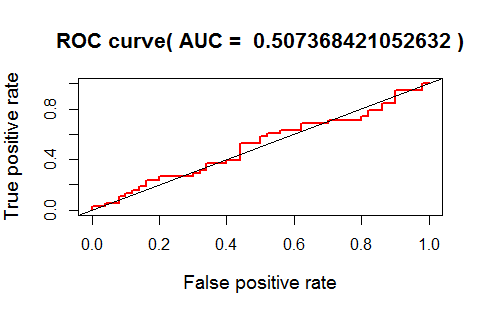 ROC curve( AUC =  0.507368421052632 )
True positive rate
0.8
0.4
0.0
0.0 0.2 0.4 0.6 0.8 1.0
False positive rate